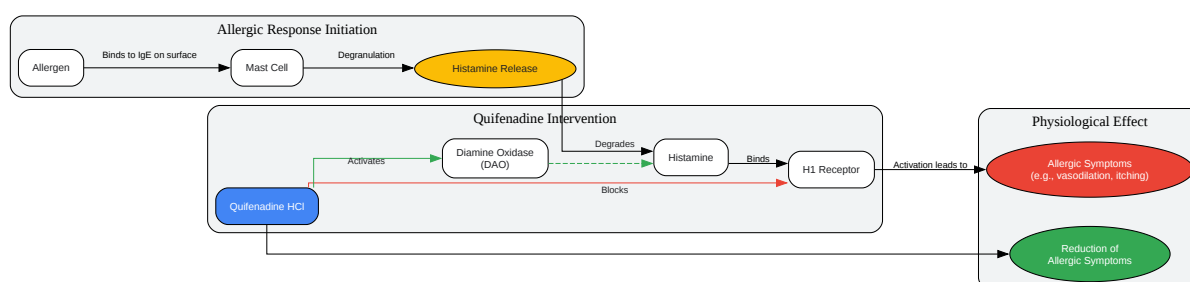 Allergic Response Initiation
Allergen
Binds to IgE on surface
Mast Cell
Degranulation
Histamine Release
Quifenadine Intervention
Quifenadine HCl
Activates
Diamine Oxidase
(DAO)
Degrades
Histamine
Binds
H1 Receptor
Blocks
Activation leads to
Physiological Effect
Allergic Symptoms
(e.g., vasodilation, itching)
Reduction of
Allergic Symptoms